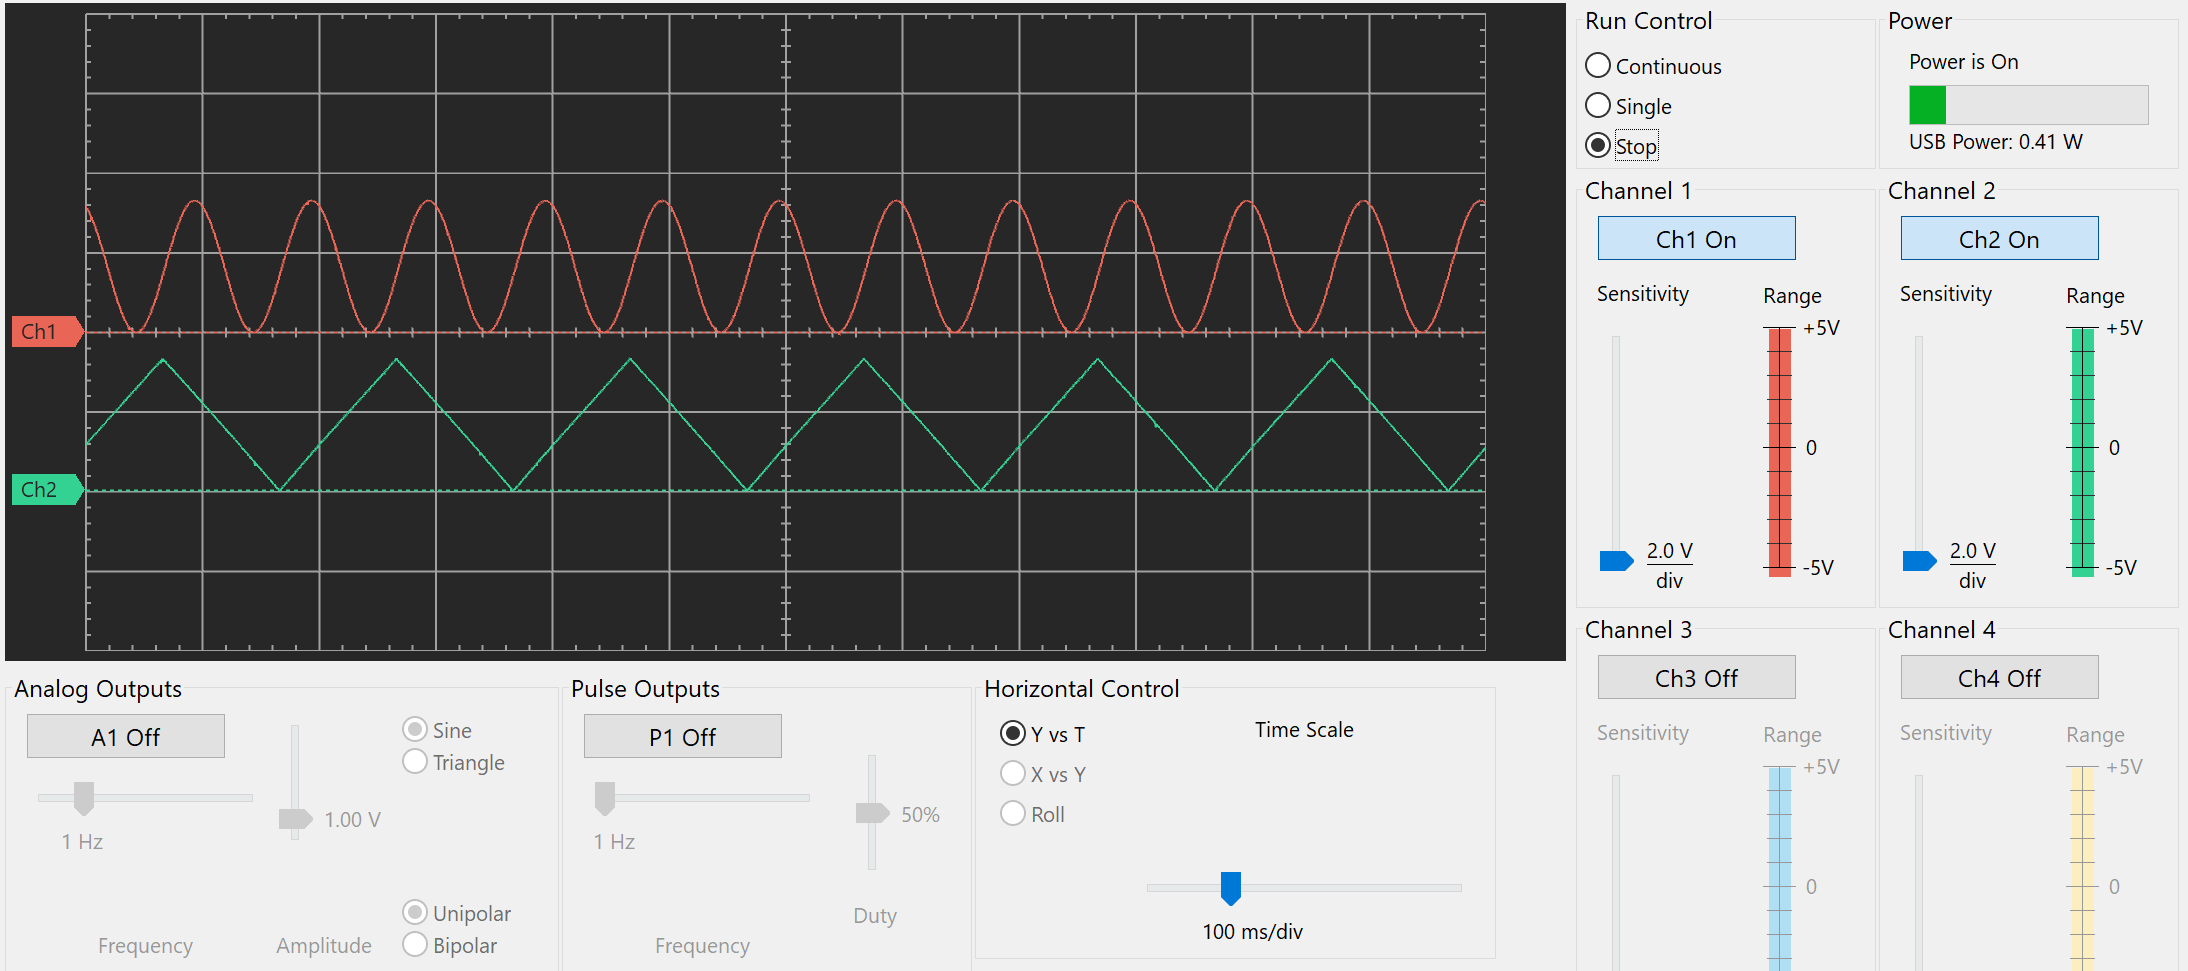 Ch1
Ch2
Run Control
Continuous
Single
Stop
Power
Power is On
USB Power: 0.41 W
Channel 1
Ch1 On
Sensitivity
Range
+5V
0
-5V
2.0 V
div
Channel 2
Ch2 On
Sensitivity
Range
+5V
0
-5V
2.0 V
div
Channel 3
Ch3 Off
Sensitivity
Range
+5V
0
Channel 4
Ch4 Off
Sensitivity
Range
+5V
0
Analog Outputs
A1 Off
1 Hz
Frequency
1.00 V
Amplitude
Sine
Triangle
Unipolar
Bipolar
Pulse Outputs
P1 Off
1 Hz
Frequency
50%
Duty
Horizontal Control
Y vs T
X vs Y
Roll
Time Scale
100 ms/div